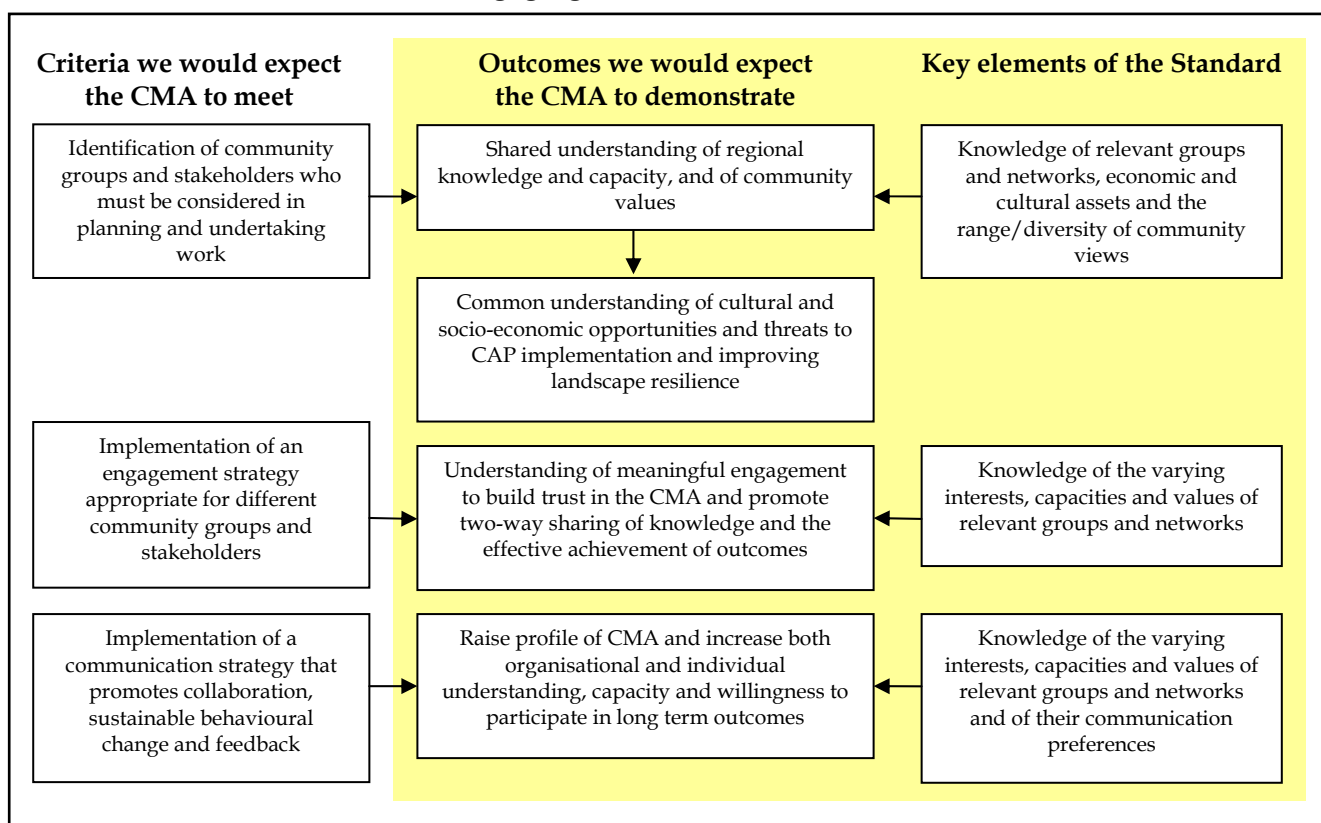 Criteria we would expect
the CMA to meet
Outcomes we would expect
the CMA to demonstrate
Key elements of the Standard
Identification of community
groups and stakeholders who
must be considered in
planning and undertaking
work
Shared understanding of regional
knowledge and capacity, and of community
values
Knowledge of relevant groups
and networks, economic and
cultural assets and the
range/diversity of community
views
Common understanding of cultural and
socio-economic opportunities and threats to
CAP implementation and improving
landscape resilience
Implementation of an
engagement strategy
appropriate for different
community groups and
stakeholders
Understanding of meaningful engagement
to build trust in the CMA and promote
two-way sharing of knowledge and the
effective achievement of outcomes
Knowledge of the varying
interests, capacities and values of
relevant groups and networks
Implementation of a
communication strategy that
promotes collaboration,
sustainable behavioural
change and feedback
Raise profile of CMA and increase both
organisational and individual
understanding, capacity and willingness to
participate in long term outcomes
Knowledge of the varying
interests, capacities and values of
relevant groups and networks
and of their communication
preferences